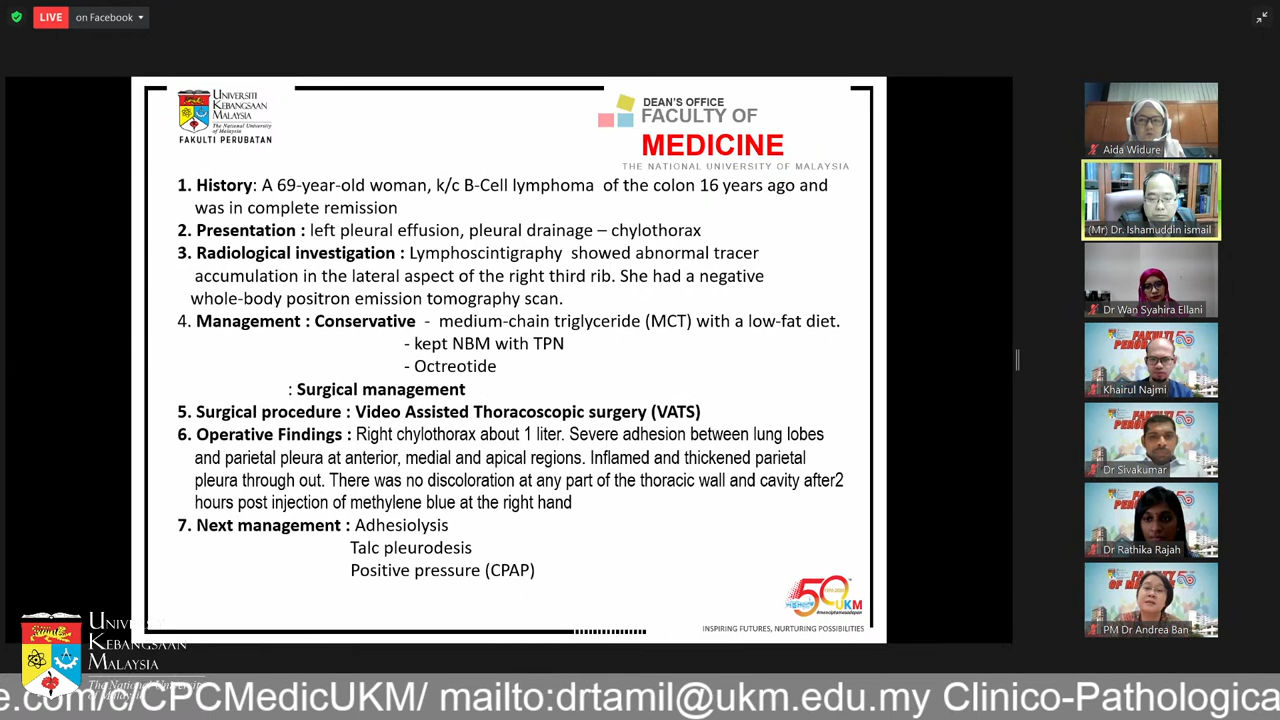 LIVE on Facebook
UNIVERSITI
KEBANGSAAN
MALAYSIA
The National University
of Malaysia
FAKULTI PERUBATAN
DEAN'S OFFICE
FACULTY OF
MEDICINE
THE NATIONAL UNIVERSITY OF MALAYSIA
1. History: A 69-year-old woman, k/c B-Cell lymphoma of the colon 16 years ago and
was in complete remission
2. Presentation : left pleural effusion, pleural drainage – chylothorax
3. Radiological investigation : Lymphoscintigraphy showed abnormal tracer
accumulation in the lateral aspect of the right third rib. She had a negative
whole-body positron emission tomography scan.
4. Management : Conservative - medium-chain triglyceride (MCT) with a low-fat diet.
- kept NBM with TPN
- Octreotide
: Surgical management
5. Surgical procedure : Video Assisted Thoracoscopic surgery (VATS)
6. Operative Findings : Right chylothorax about 1 liter. Severe adhesion between lung lobes
and parietal pleura at anterior, medial and apical regions. Inflamed and thickened parietal
pleura through out. There was no discoloration at any part of the thoracic wall and cavity after2
hours post injection of methylene blue at the right hand
7. Next management : Adhesiolysis
Talc pleurodesis
Positive pressure (CPAP)
50
UKM
INSPIRING FUTURES, NURTURING POSSIBILITIES
Aida Widure
(Mr) Dr. Ishamuddin ismail
Dr Wan Syahira Ellani
Khairul Najmi
Dr Sivakumar
Dr Rathika Rajah
PM Dr Andrea Ban
UNIVERSITI
KEBANGSAAN
MALAYSIA
The National University
e.com/c/CPCMedicUKM/ mailto:drtamil@ukm.edu.my Clinico-Pathologica